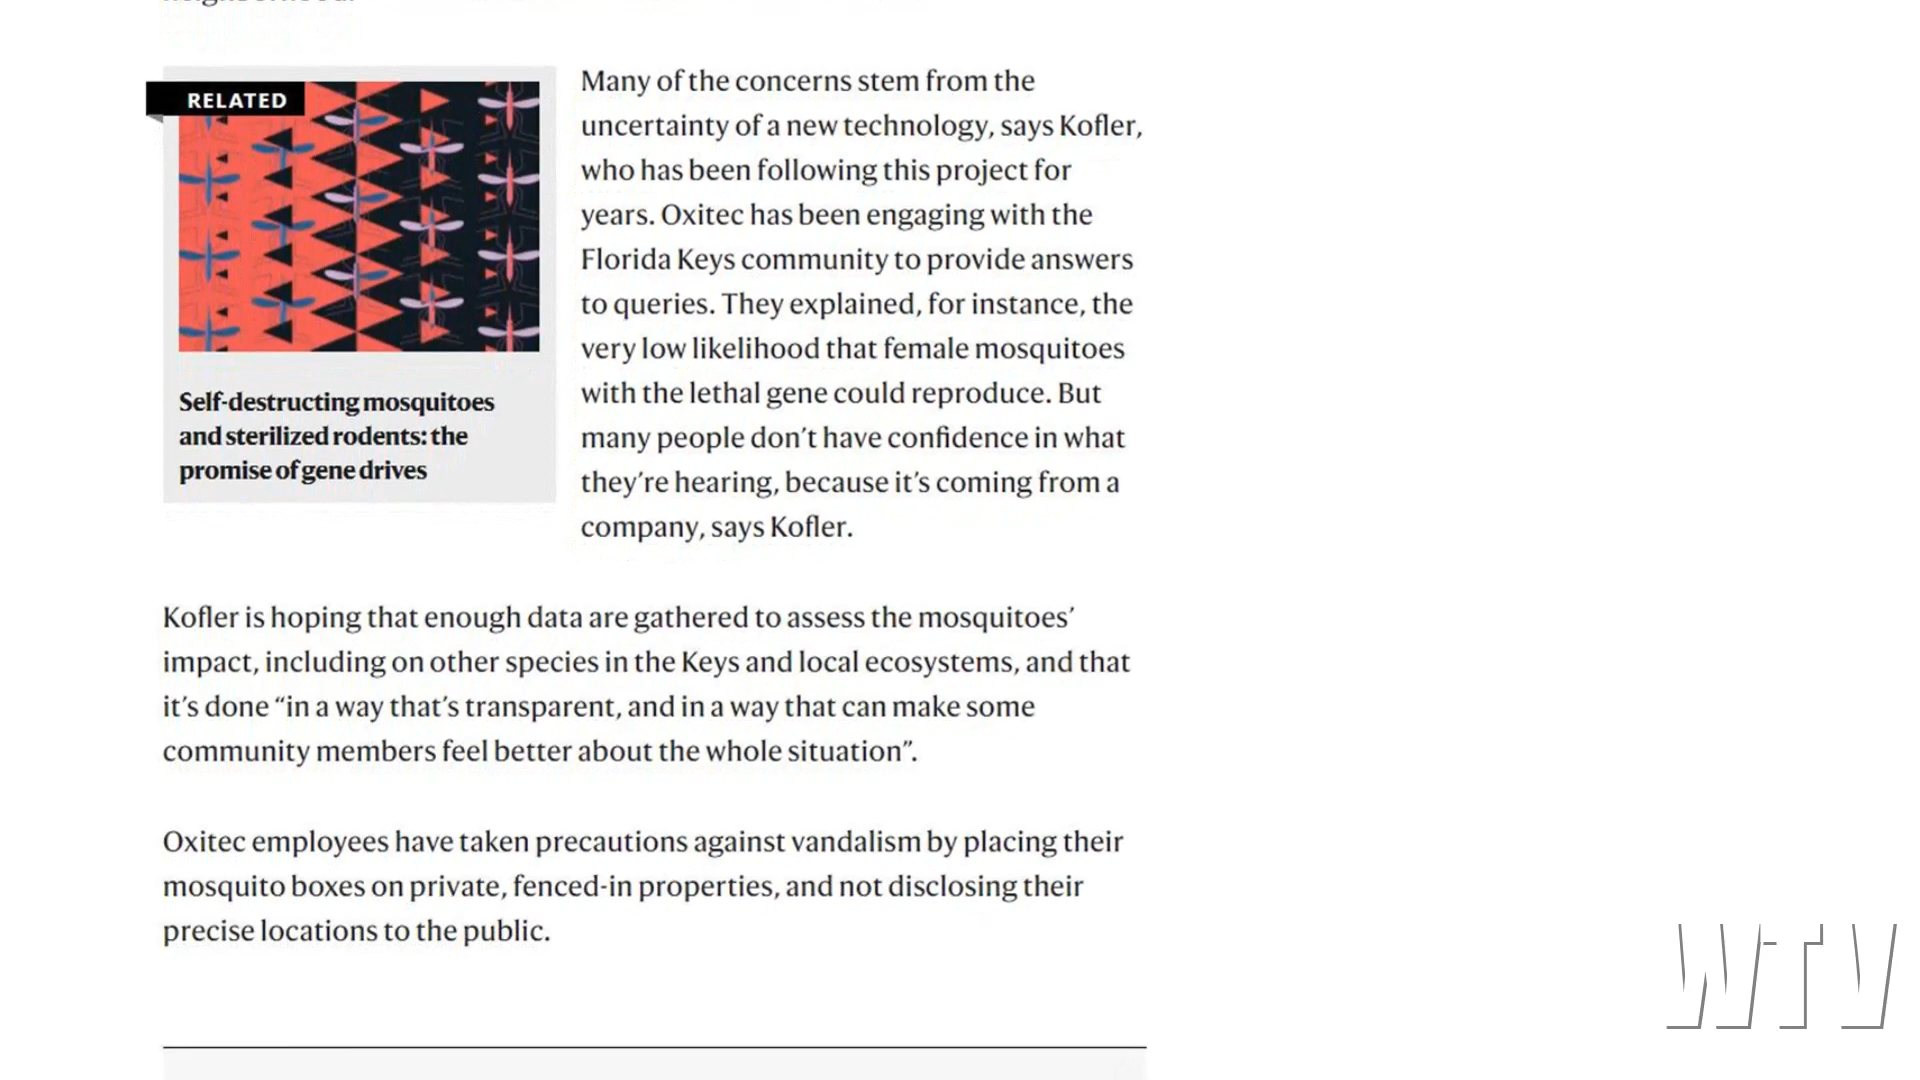 neighborhood.
RELATED
Self-destructing mosquitoes
and sterilized rodents: the
promise of gene drives
Many of the concerns stem from the
uncertainty of a new technology, says Kofler,
who has been following this project for
years. Oxitec has been engaging with the
Florida Keys community to provide answers
to queries. They explained, for instance, the
very low likelihood that female mosquitoes
with the lethal gene could reproduce. But
many people don’t have confidence in what
they’re hearing, because it’s coming from a
company, says Kofler.
Kofler is hoping that enough data are gathered to assess the mosquitoes’
impact, including on other species in the Keys and local ecosystems, and that
it’s done “in a way that’s transparent, and in a way that can make some
community members feel better about the whole situation”.
Oxitec employees have taken precautions against vandalism by placing their
mosquito boxes on private, fenced-in properties, and not disclosing their
precise locations to the public.
WTV